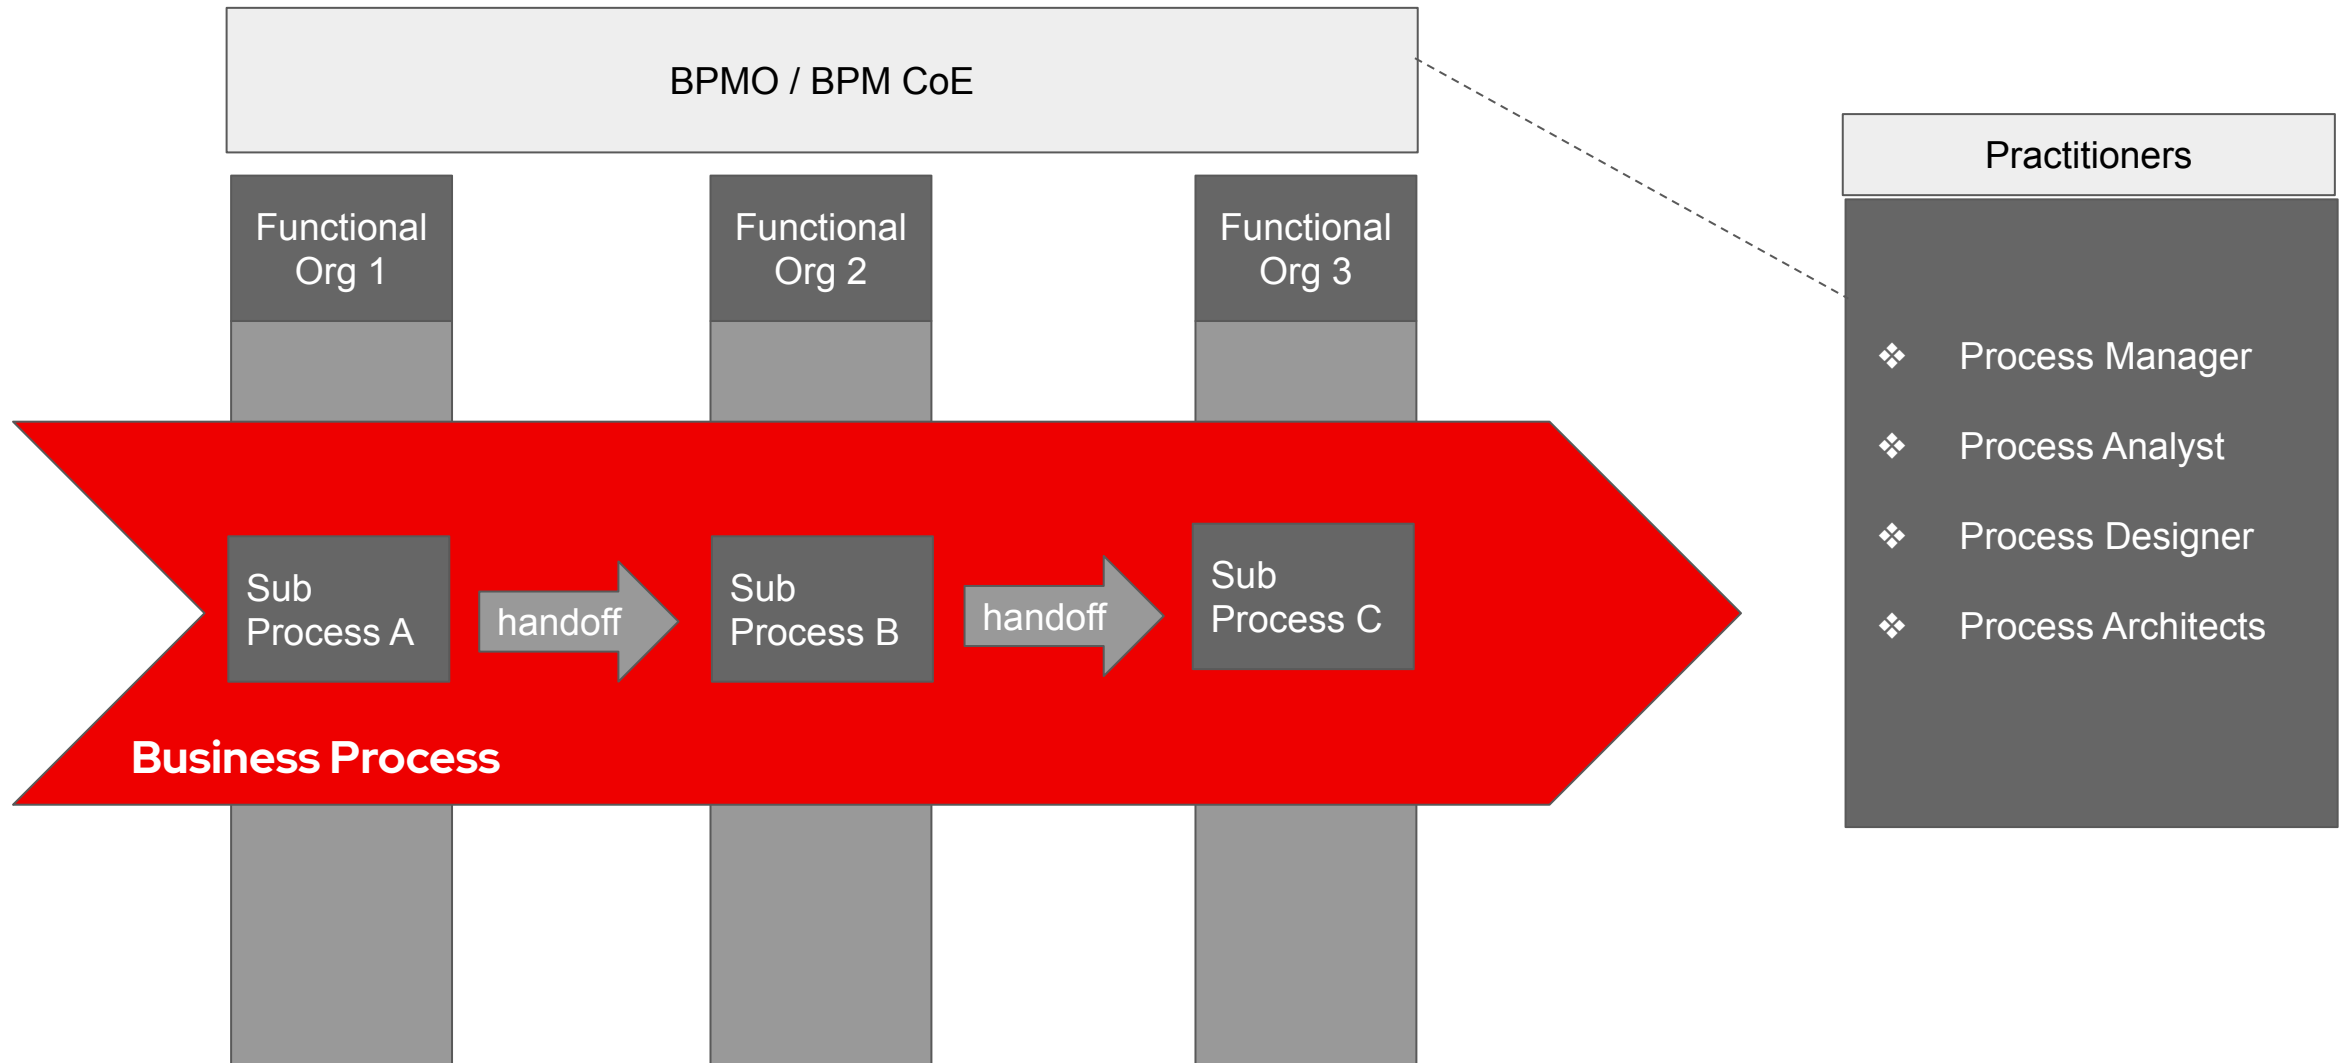 BPMO / BPM CoE
Practitioners
Functional
Org 1
Functional
Org 2
Functional
Org 3
❖ Process Manager
❖ Process Analyst
❖ Process Designer
❖ Process Architects
Sub
Process A
handoff
Sub
Process B
handoff
Sub
Process C
Business Process